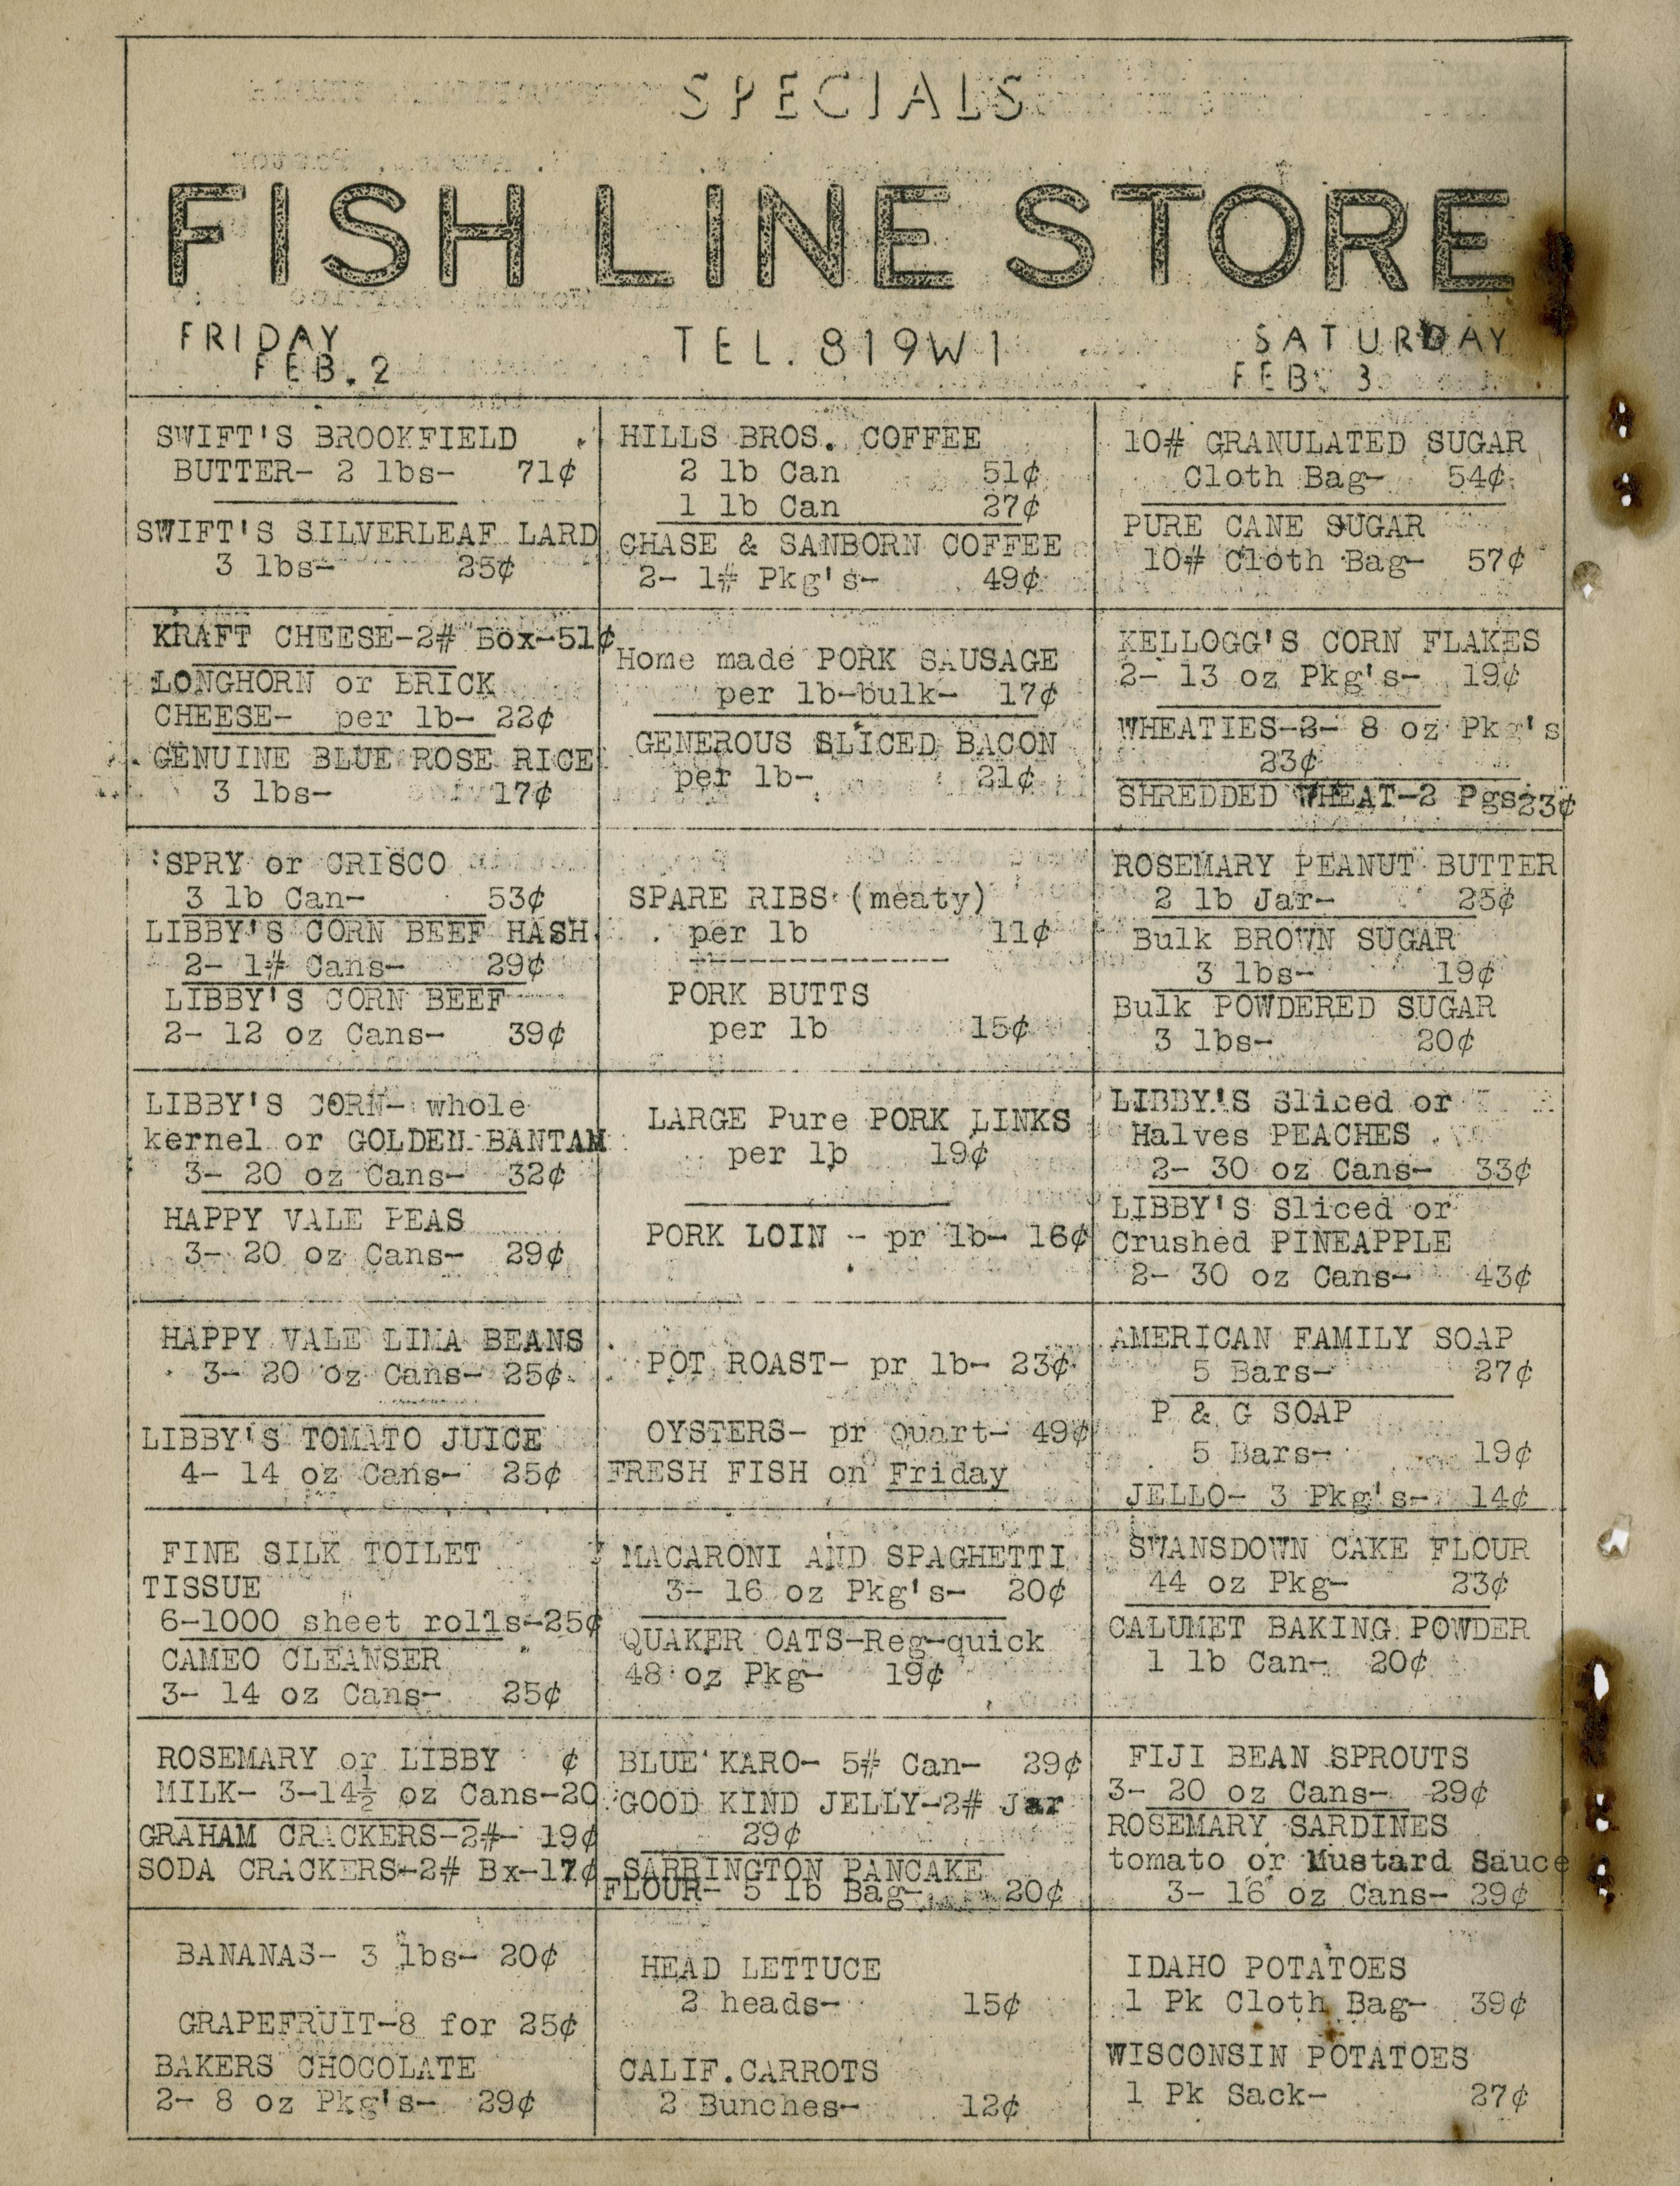 SPECIALS
FISH LINE STORE
FRIDAY
FEB. 2
TEL. 819W1
SATURDAY
FEB. 3
SWIFT'S BROOKFIELD
BUTTER- 2 lbs- 71¢
SWIFT'S SILVERLEAF LARD
3 lbs- 25¢
HILLS BROS. COFFEE
2 lb Can 51¢
1 lb Can 27¢
CHASE & SANBORN COFFEE
2- 1# Pkg's- 49¢
10# GRANULATED SUGAR
Cloth Bag- 54¢
PURE CANE SUGAR
10# Cloth Bag- 57¢
KRAFT CHEESE-2# Box-51¢
LONGHORN or BRICK
CHEESE- per lb- 22¢
GENUINE BLUE ROSE RICE
3 lbs- 17¢
Home made PORK SAUSAGE
per lb-bulk- 17¢
GENEROUS SLICED BACON
per lb- 21¢
KELLOGG'S CORN FLAKES
2- 13 oz Pkg's- 19¢
WHEATIES-2- 8 oz Pkg's
23¢
SHREDDED WHEAT-2 Pgs23¢
SPRY or CRISCO
3 lb Can- 53¢
LIBBY'S CORN BEEF HASH
2- 1# Cans- 29¢
LIBBY'S CORN BEEF
2- 12 oz Cans- 39¢
SPARE RIBS (meaty)
per lb 11¢
PORK BUTTS
per lb 15¢
ROSEMARY PEANUT BUTTER
2 lb Jar- 25¢
Bulk BROWN SUGAR
3 lbs- 19¢
Bulk POWDERED SUGAR
3 lbs- 20¢
LIBBY'S CORN- whole
kernel or GOLDEN BANTAM
3- 20 oz Cans- 32¢
HAPPY VALE PEAS
3- 20 oz Cans- 29¢
LARGE Pure PORK LINKS
per lb 19¢
PORK LOIN - pr lb- 16¢
LIBBY'S Sliced or
Halves PEACHES
2- 30 oz Cans- 33¢
LIBBY'S Sliced or
Crushed PINEAPPLE
2- 30 oz Cans- 43¢
HAPPY VALE LIMA BEANS
3- 20 oz Cans- 25¢
LIBBY'S TOMATO JUICE
4- 14 oz Cans- 25¢
POT ROAST- pr lb- 23¢
OYSTERS- pr Quart- 49¢
FRESH FISH on Friday
AMERICAN FAMILY SOAP
5 Bars- 27¢
P & G SOAP
5 Bars- 19¢
JELLO- 3 Pkg's- 14¢
FINE SILK TOILET
TISSUE
6-1000 sheet rolls-25¢
CAMEO CLEANSER
3- 14 oz Cans- 25¢
MACARONI AND SPAGHETTI
3- 16 oz Pkg's- 20¢
QUAKER OATS-Reg-quick
48 oz Pkg- 19¢
SWANSDOWN CAKE FLOUR
44 oz Pkg- 23¢
CALUMET BAKING POWDER
1 lb Can- 20¢
ROSEMARY or LIBBY ¢
MILK- 3-14½ oz Cans-20
GRAHAM CRACKERS-2#- 19¢
SODA CRACKERS-2# Bx-17¢
BLUE KARO- 5# Can- 29¢
GOOD KIND JELLY-2# Jar
29¢
SARRINGTON PANCAKE
FLOUR- 5 lb Bag- 20¢
FIJI BEAN SPROUTS
3- 20 oz Cans- 29¢
ROSEMARY SARDINES
tomato or Mustard Sauce
3- 16 oz Cans- 29¢
BANANAS- 3 lbs- 20¢
GRAPEFRUIT-8 for 25¢
BAKERS CHOCOLATE
2- 8 oz Pkg's- 29¢
HEAD LETTUCE
2 heads- 15¢
CALIF.CARROTS
2 Bunches- 12¢
IDAHO POTATOES
1 Pk Cloth Bag- 39¢
WISCONSIN POTATOES
1 Pk Sack- 27¢